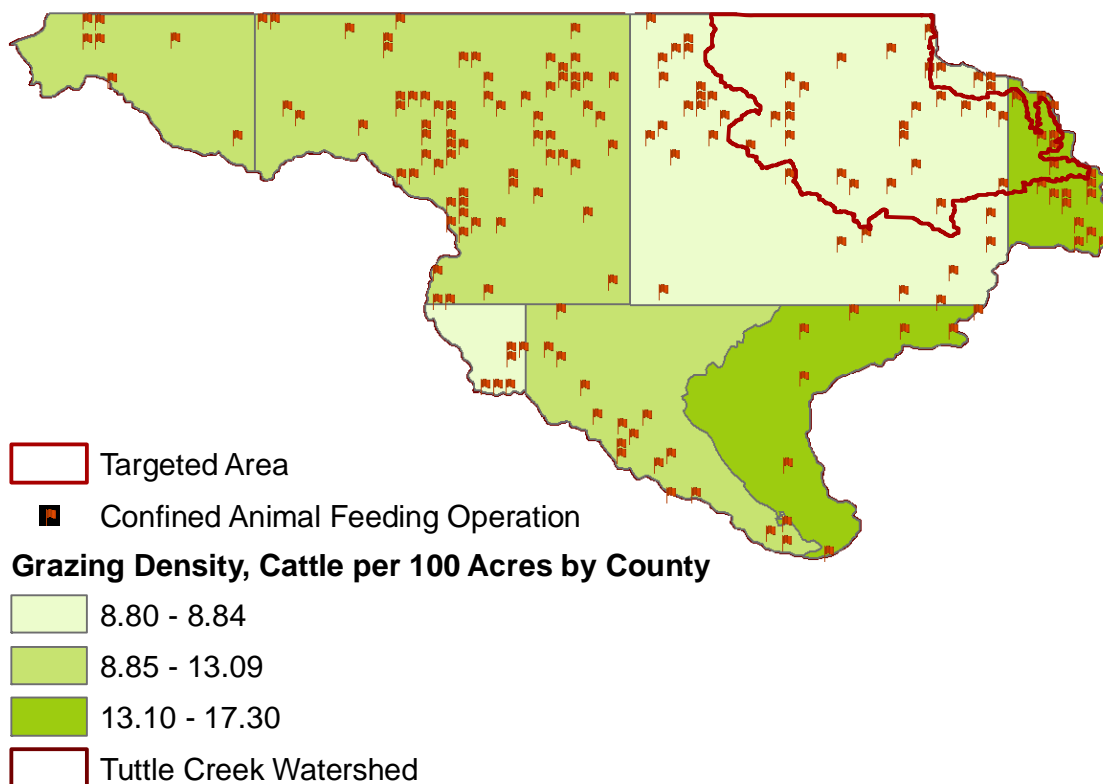 Targeted Area
Confined Animal Feeding Operation
Grazing Density, Cattle per 100 Acres by County
8.80 - 8.84
8.85 - 13.09
13.10 - 17.30
Tuttle Creek Watershed